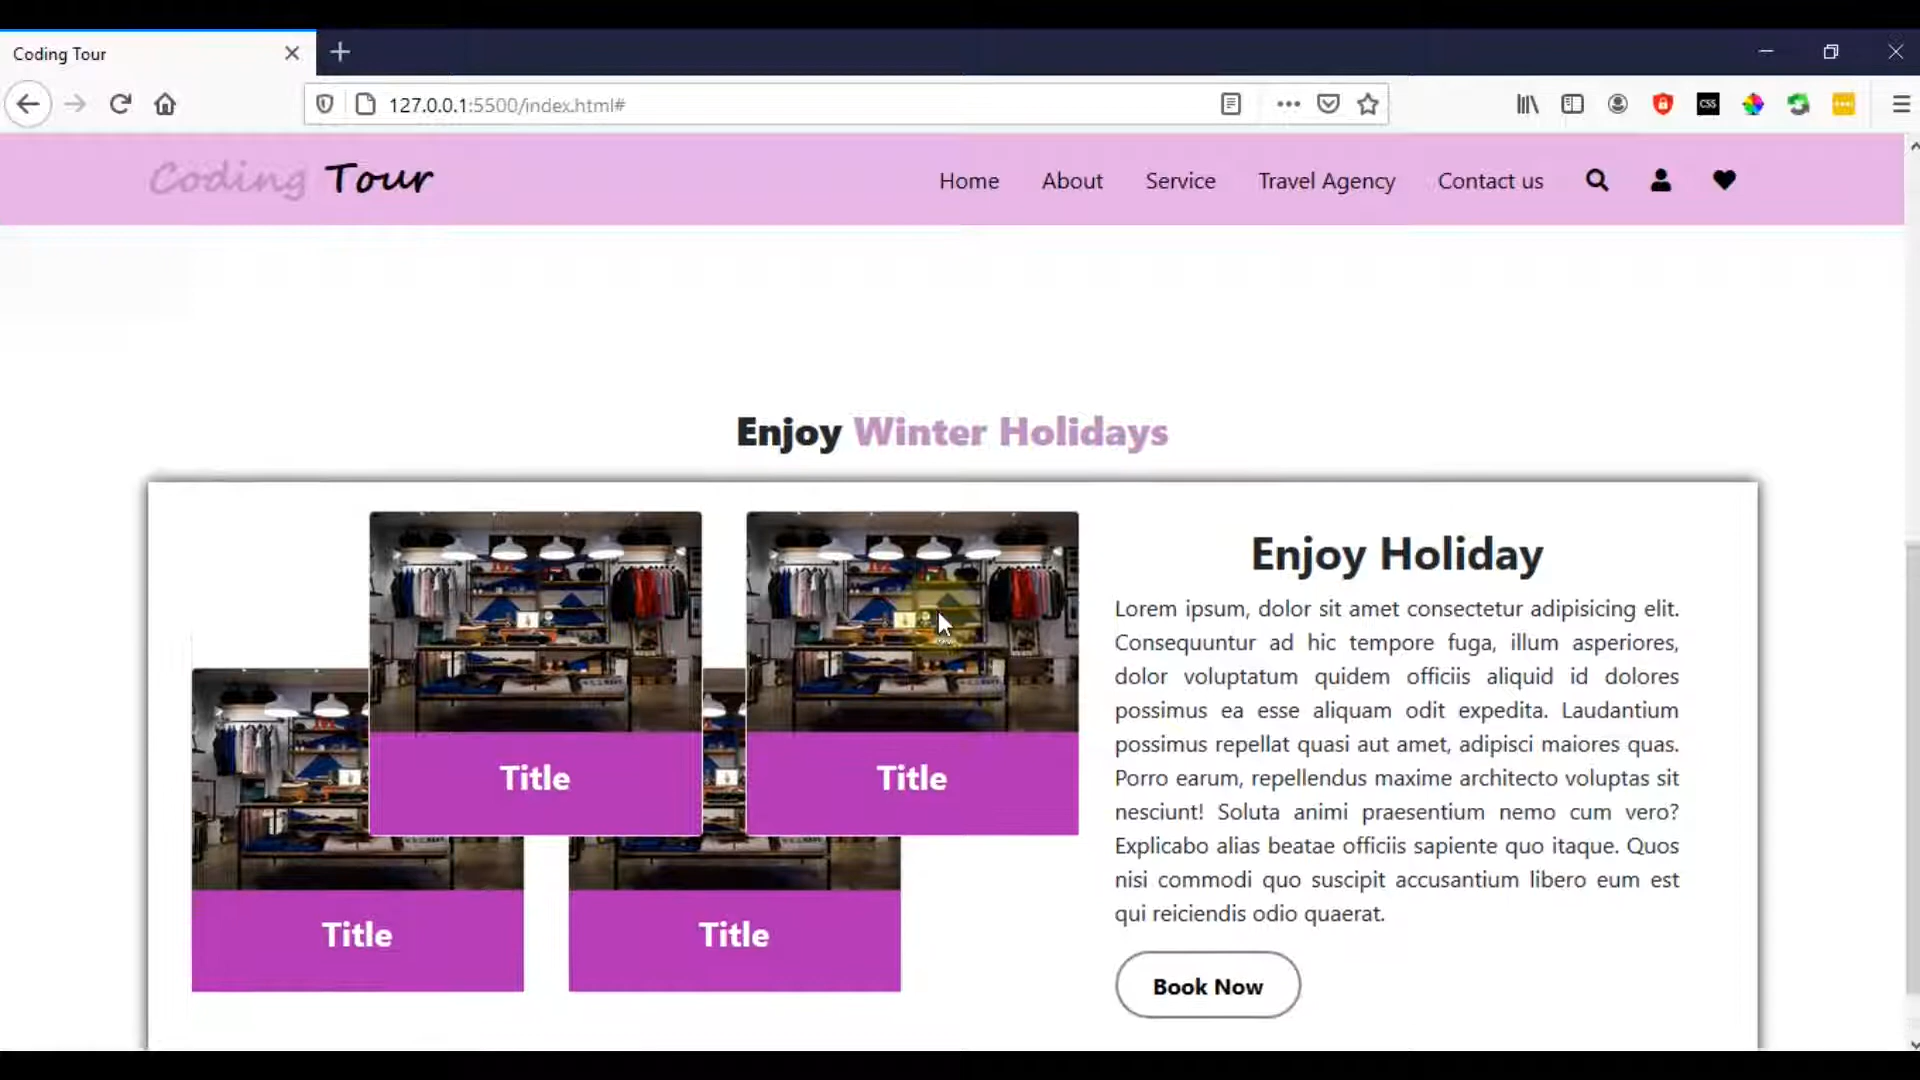 Coding Tour
127.0.0.1:5500/index.html#
CSS
Coding Tour
Home About Service Travel Agency Contact us
Enjoy Winter Holidays
Enjoy Holiday
Lorem ipsum, dolor sit amet consectetur adipisicing elit.
Consequuntur ad hic tempore fuga, illum asperiores,
dolor voluptatum quidem officiis aliquid id dolores
possimus ea esse aliquam odit expedita. Laudantium
possimus repellat quasi aut amet, adipisci maiores quas.
Porro earum, repellendus maxime architecto voluptas sit
nesciunt! Soluta animi praesentium nemo cum vero?
Explicabo alias beatae officiis sapiente quo itaque. Quos
nisi commodi quo suscipit accusantium libero eum est
qui reiciendis odio quaerat.
Title Title
Title Title
Book Now